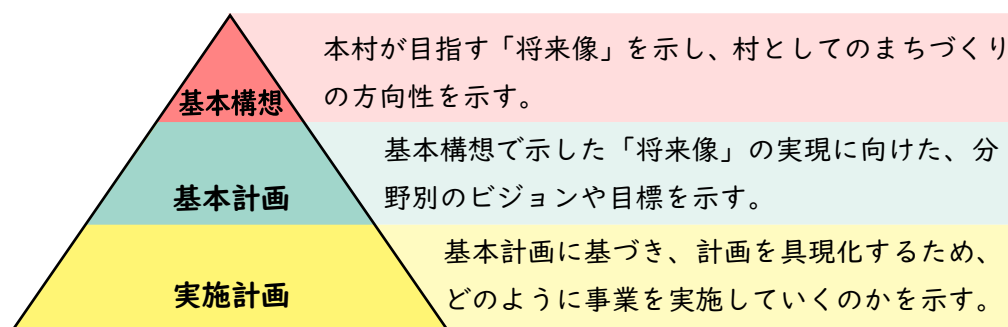 基本構想
本村が目指す「将来像」を示し、村としてのまちづくり
の方向性を示す。
基本計画
基本構想で示した「将来像」の実現に向けた、分
野別のビジョンや目標を示す。
実施計画
基本計画に基づき、計画を具現化するため、
どのように事業を実施していくのかを示す。